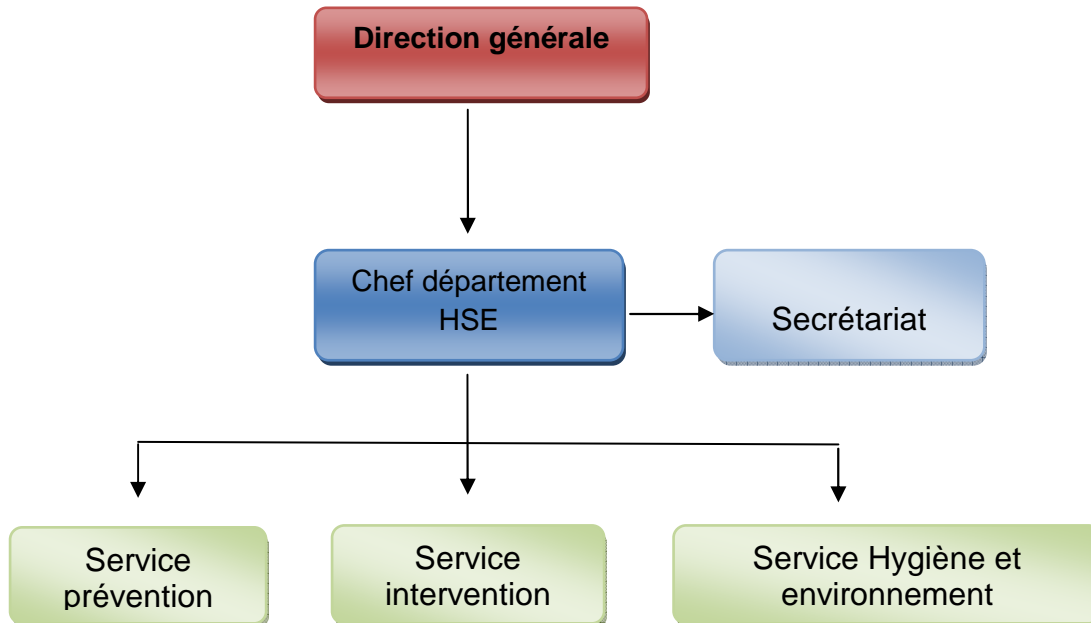 Direction générale
Chef département
HSE
Secrétariat
Service
prévention
Service
intervention
Service Hygiène et
environnement